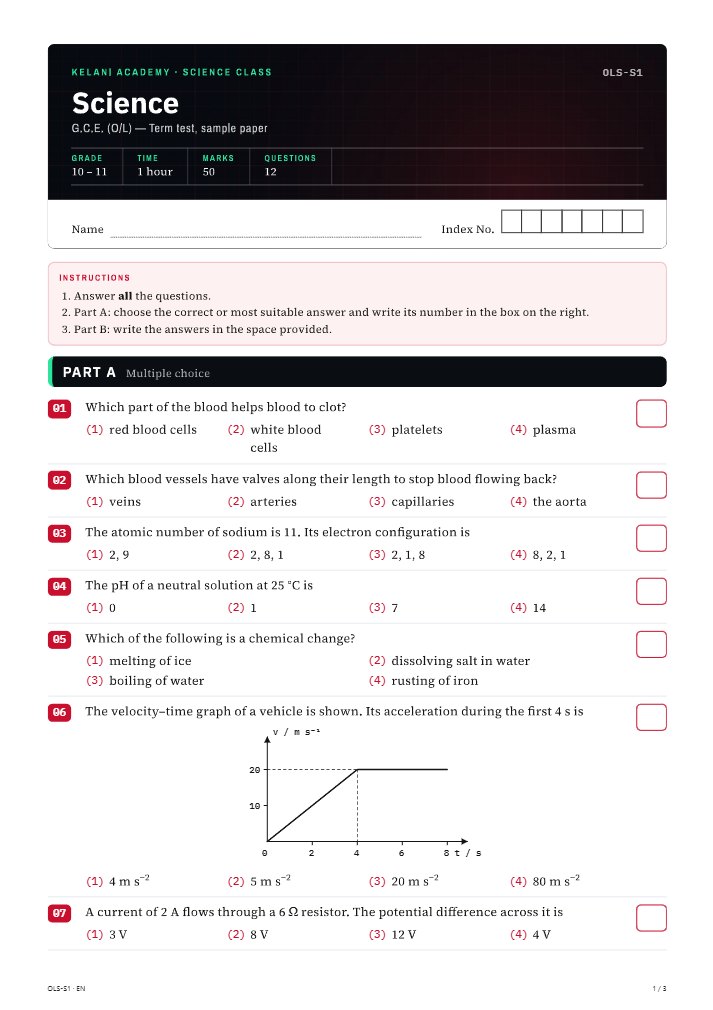 KELANI ACADEMY · SCIENCE CLASS
OLS-S1
Science
G.C.E. (O/L) — Term test, sample paper
GRADE TIME MARKS QUESTIONS
10 – 11 1 hour 50 12
Name Index No.
INSTRUCTIONS
1. Answer all the questions.
2. Part A: choose the correct or most suitable answer and write its number in the box on the right.
3. Part B: write the answers in the space provided.
PART A Multiple choice
01 Which part of the blood helps blood to clot?
(1) red blood cells (2) white blood cells (3) platelets (4) plasma
02 Which blood vessels have valves along their length to stop blood flowing back?
(1) veins (2) arteries (3) capillaries (4) the aorta
03 The atomic number of sodium is 11. Its electron configuration is
(1) 2, 9 (2) 2, 8, 1 (3) 2, 1, 8 (4) 8, 2, 1
04 The pH of a neutral solution at 25 °C is
(1) 0 (2) 1 (3) 7 (4) 14
05 Which of the following is a chemical change?
(1) melting of ice (2) dissolving salt in water
(3) boiling of water (4) rusting of iron
06 The velocity–time graph of a vehicle is shown. Its acceleration during the first 4 s is
v / m s⁻¹
20
10
0 2 4 6 8 t / s
(1) 4 m s⁻² (2) 5 m s⁻² (3) 20 m s⁻² (4) 80 m s⁻²
07 A current of 2 A flows through a 6 Ω resistor. The potential difference across it is
(1) 3 V (2) 8 V (3) 12 V (4) 4 V
OLS-S1 · EN 1 / 3